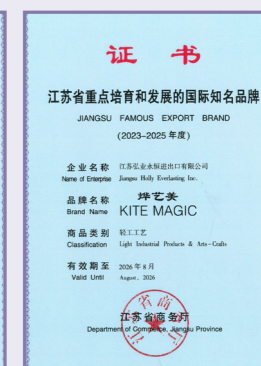 证书
江苏省重点培育和发展的国际知名品牌
JIANGSU FAMOUS EXPORT BRAND
(2023-2025 年度)
企业名称 江苏弘业永恒进出口有限公司
Name of Enterprise Jiangsu Holly Everlasting Inc.
品牌名称 烨艺美
Brand Name KITE MAGIC
商品类别 轻工工艺
Classification Light Industrial Products & Arts-Crafts
有效期至 2026 年 8 月
Valid Until August, 2026
江苏省商务厅
Department of Commerce, Jiangsu Province